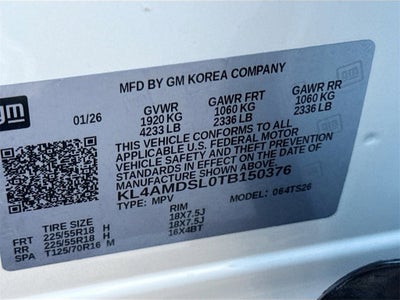 MFD BY GM KOREA COMPANY
gm
gm
01/26 GVWR GAWR FRT GAWR RR
1920 KG 1060 KG 1060 KG
4233 LB 2336 LB 2336 LB
THIS VEHICLE CONFORMS TO ALL
APPLICABLE U.S. FEDERAL MOTOR
VEHICLE SAFETY AND THEFT PREVENTION
STANDARDS IN EFFECT ON THE DATE OF
MANUFACTURE SHOWN ABOVE.
KL4AMDSL0TB150376
TYPE: MPV MODEL: 064TS26
TIRE SIZE RIM
FRT 225/55R18 H 18X7.5J
RR 225/55R18 H 18X7.5J
SPA T125/70R16 M 16X4BT